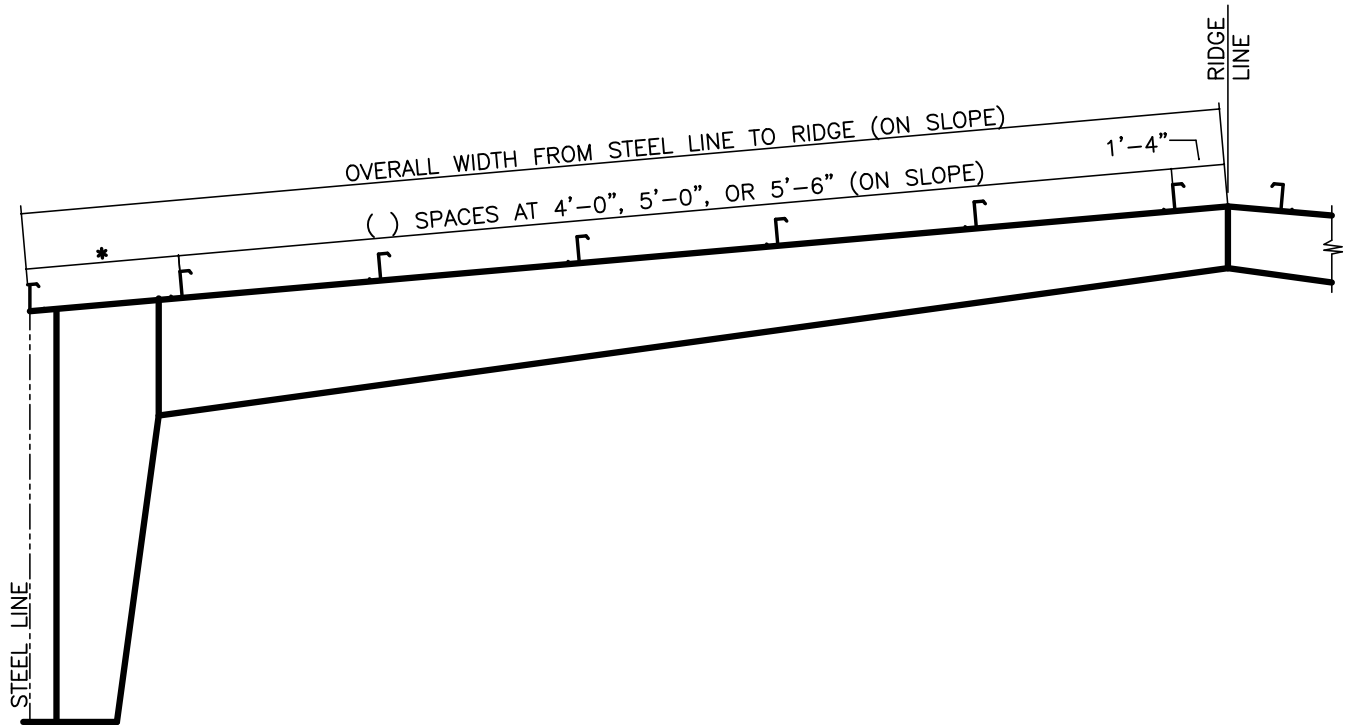 RIDGE
LINE
OVERALL WIDTH FROM STEEL LINE TO RIDGE (ON SLOPE)
1'-4"
( ) SPACES AT 4'-0", 5'-0", OR 5'-6" (ON SLOPE)
*
STEEL LINE